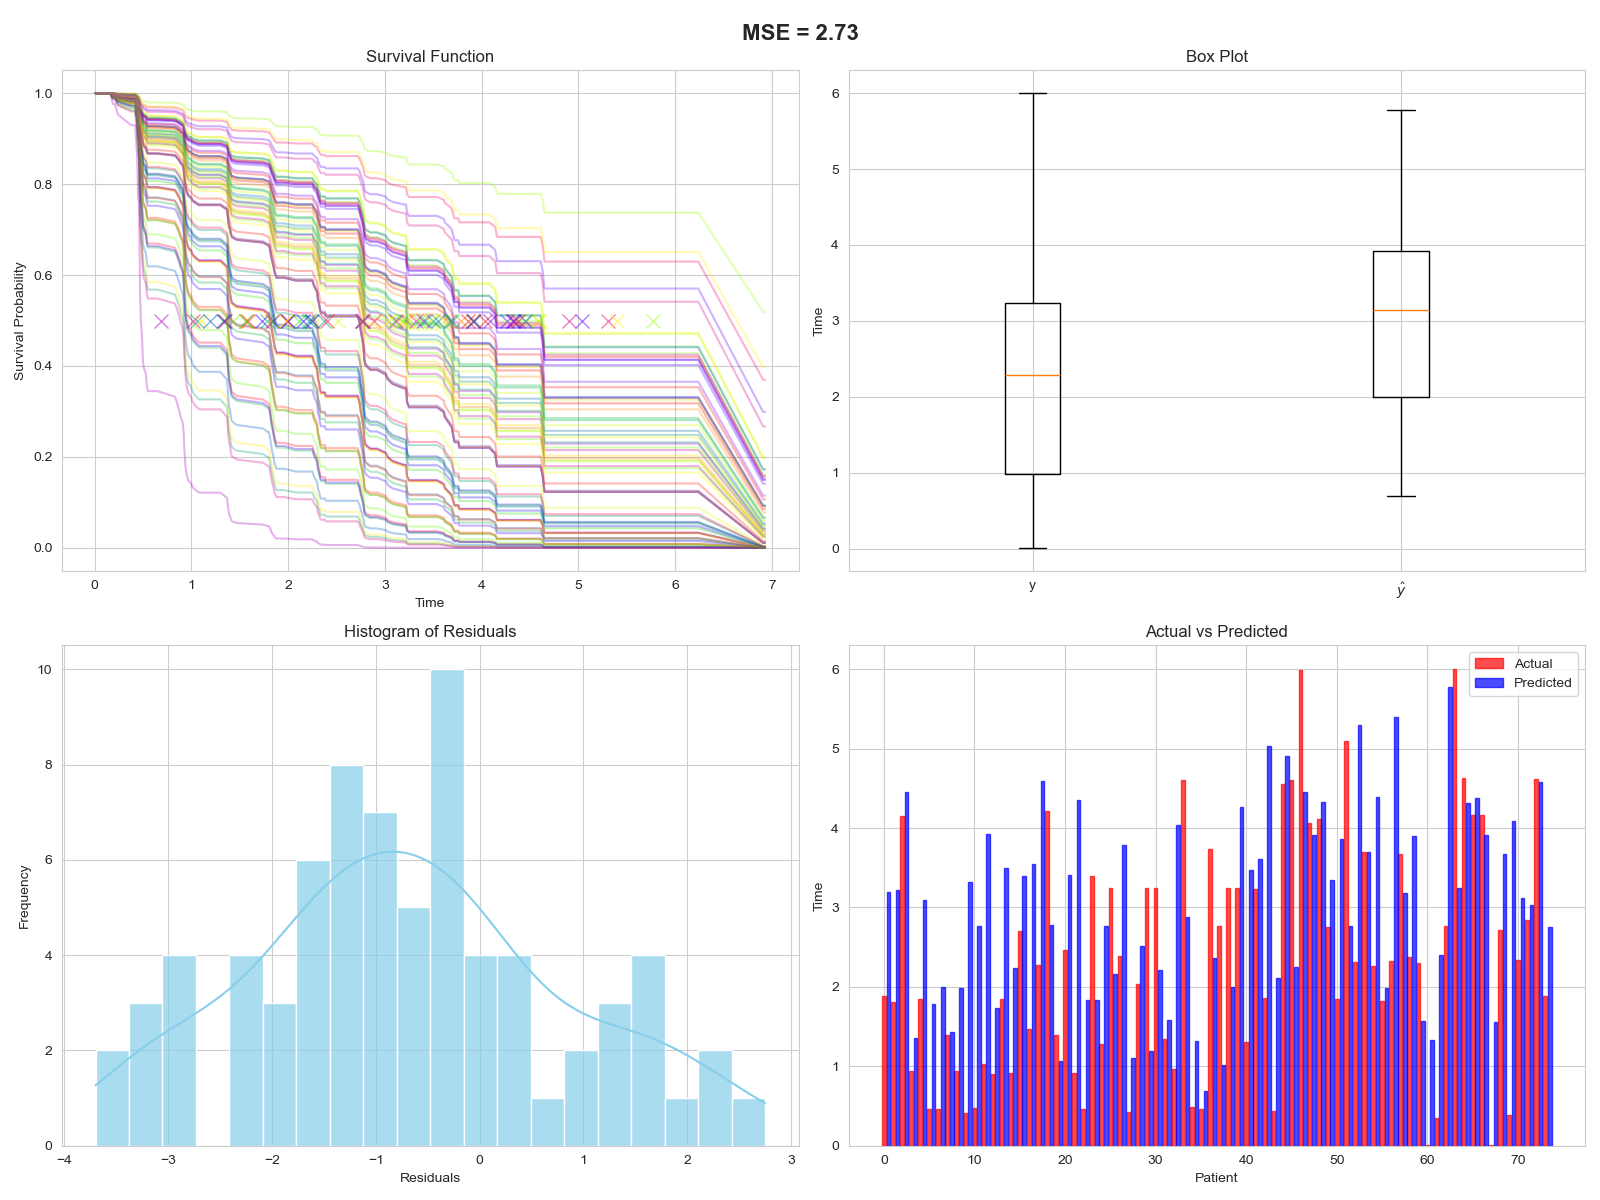 MSE = 2.73
Survival Function
1.0
0.8
0.6
0.4
0.2
0.0
Survival Probability
0 1 2 3 4 5 6 7
Time
Box Plot
6
5
4
3
2
1
0
Time
y ŷ
Histogram of Residuals
10
8
6
4
2
0
Frequency
−4 −3 −2 −1 0 1 2 3
Residuals
Actual vs Predicted
Actual
Predicted
6
5
4
3
2
1
0
Time
0 10 20 30 40 50 60 70
Patient